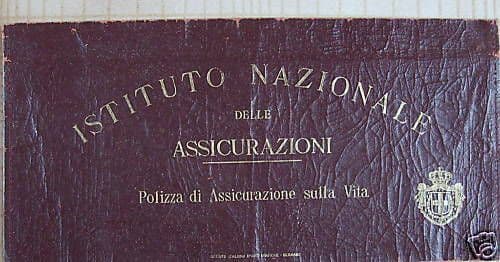 ISTITUTO NAZIONALE
DELLE
ASSICURAZIONI
Polizza di Assicurazione sulla Vita